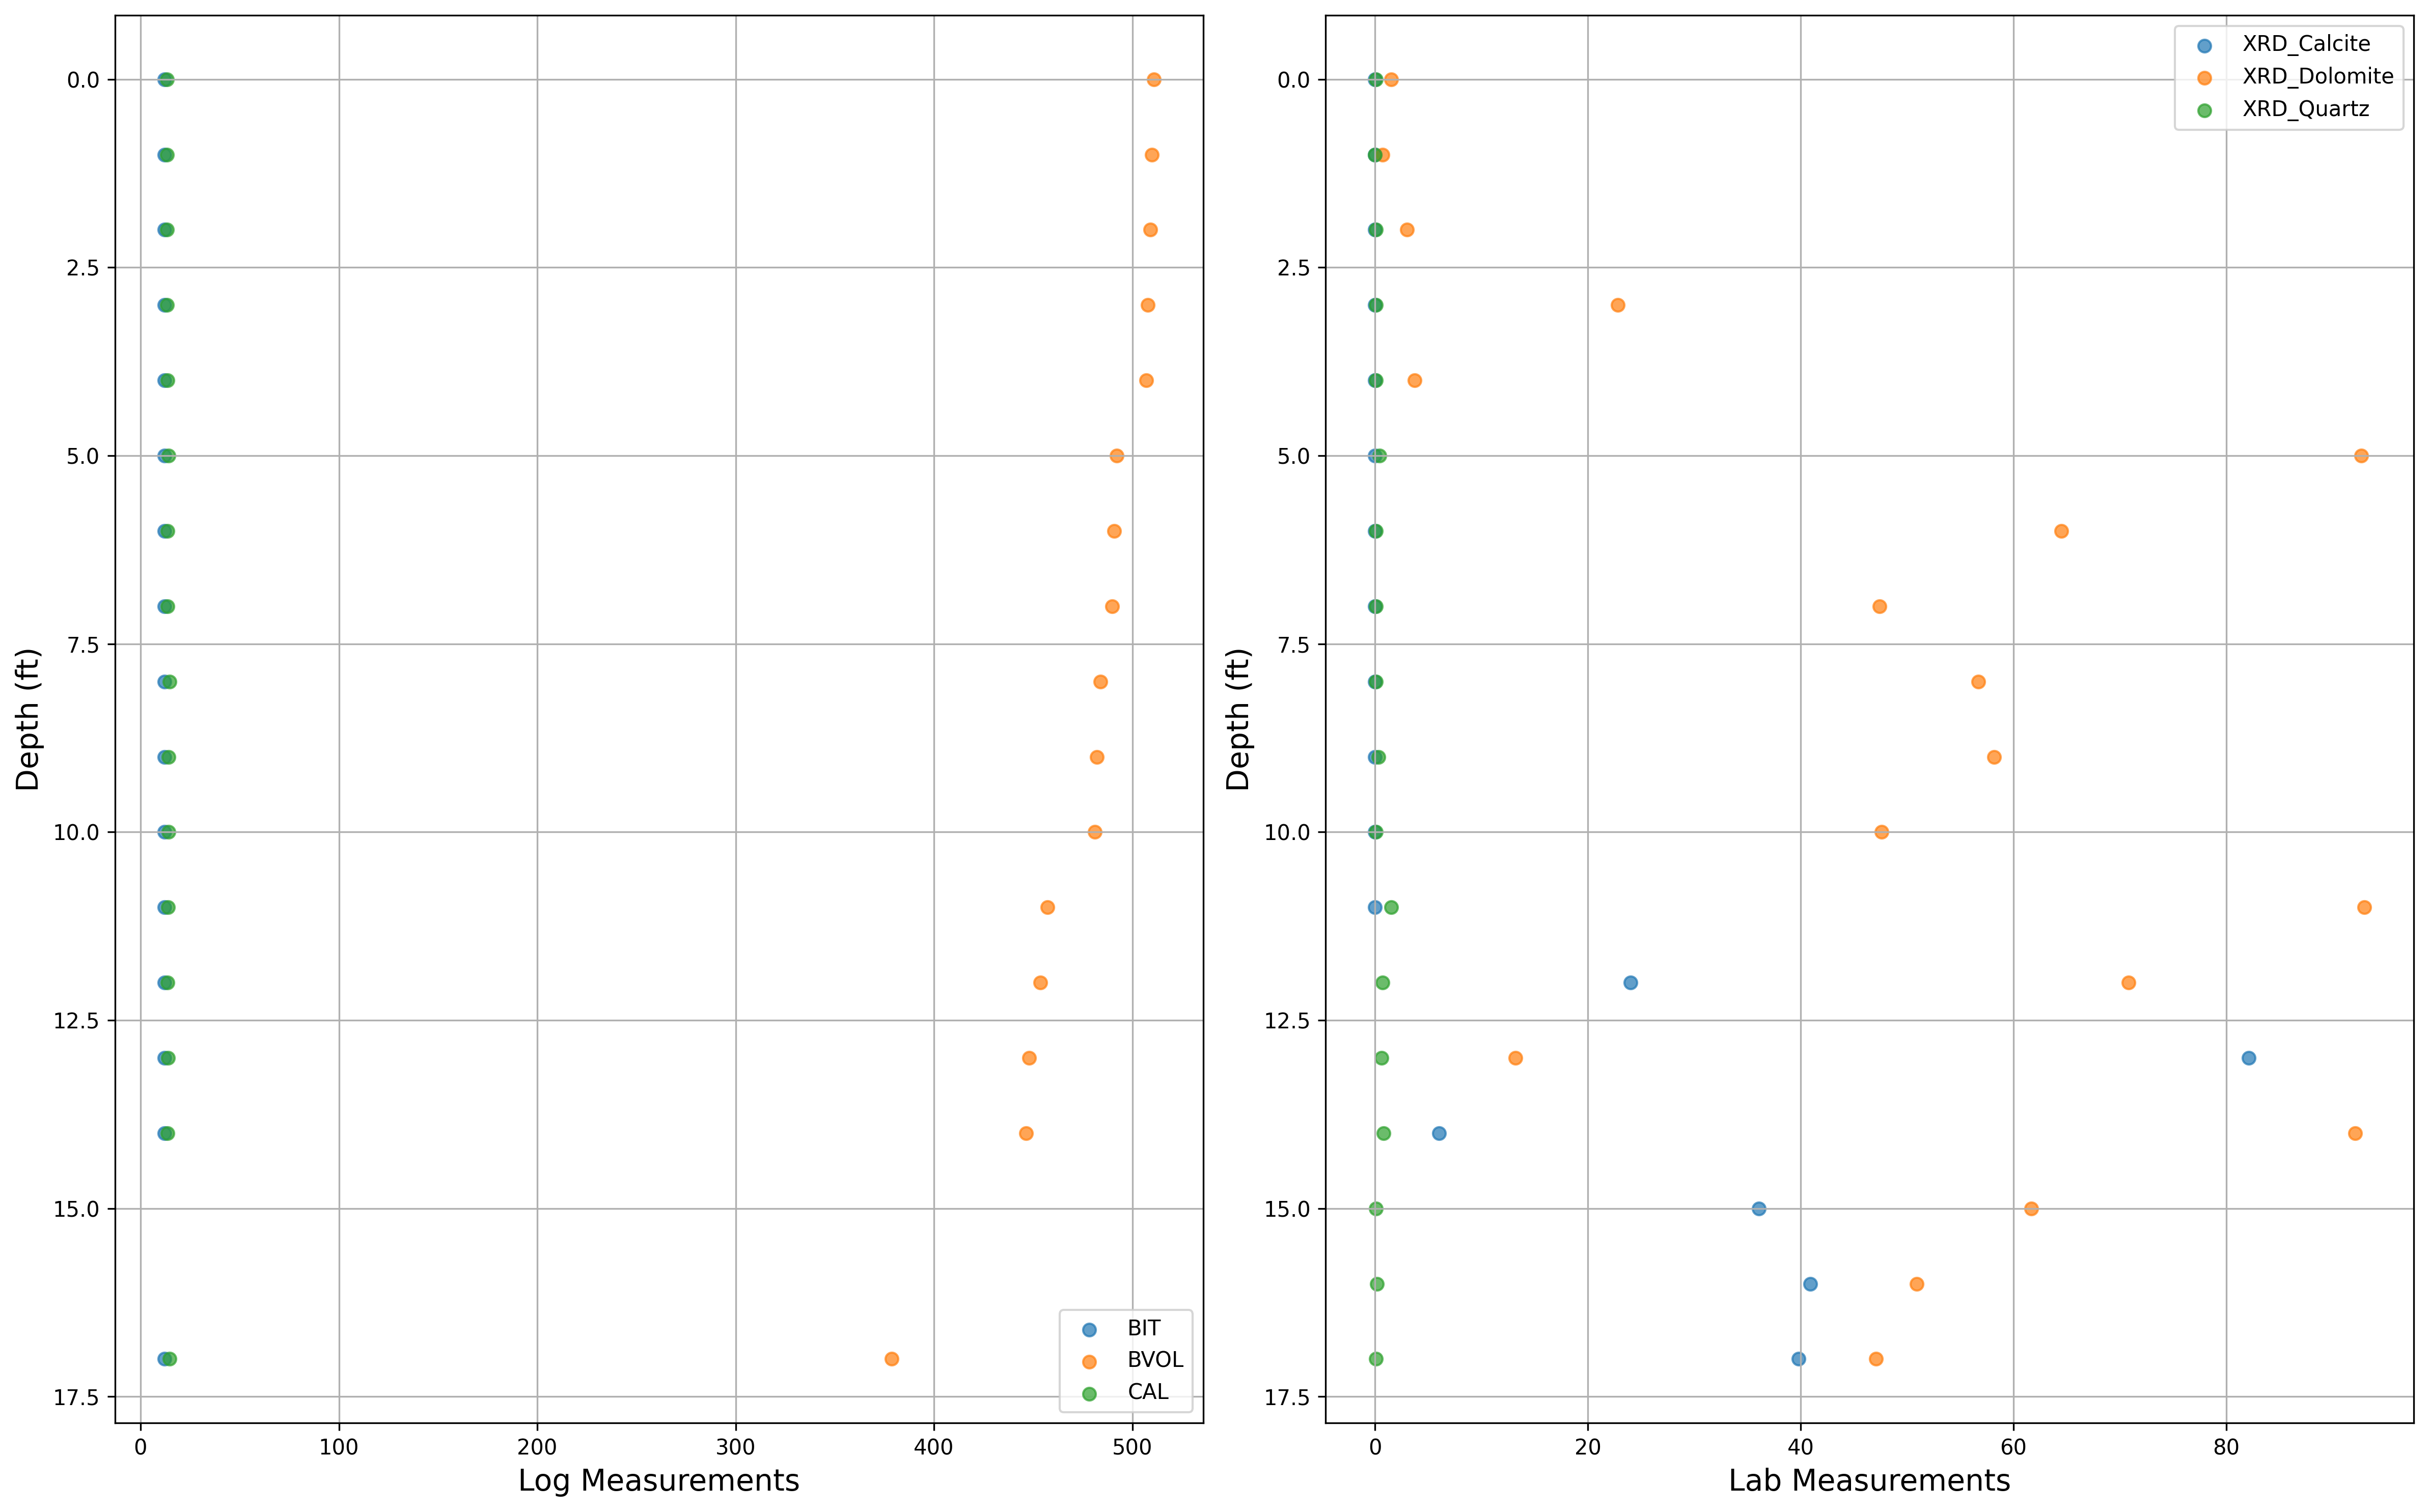 0.0
2.5
5.0
7.5
10.0
12.5
15.0
17.5
Depth (ft)
0
100
200
300
400
500
Log Measurements
BIT
BVOL
CAL
0.0
2.5
5.0
7.5
10.0
12.5
15.0
17.5
Depth (ft)
0
20
40
60
80
Lab Measurements
XRD_Calcite
XRD_Dolomite
XRD_Quartz